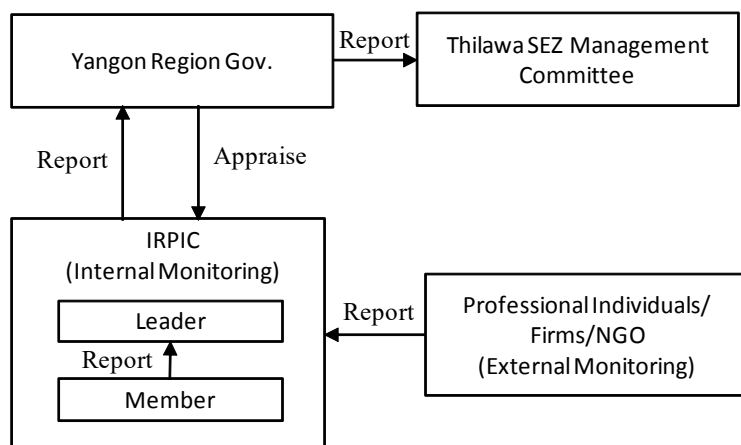 Yangon Region Gov.
Report
Thilawa SEZ Management
Committee
Report
Appraise
IRPIC
(Internal Monitoring)
Leader
Report
Member
Report
Professional Individuals/
Firms/NGO
(External Monitoring)